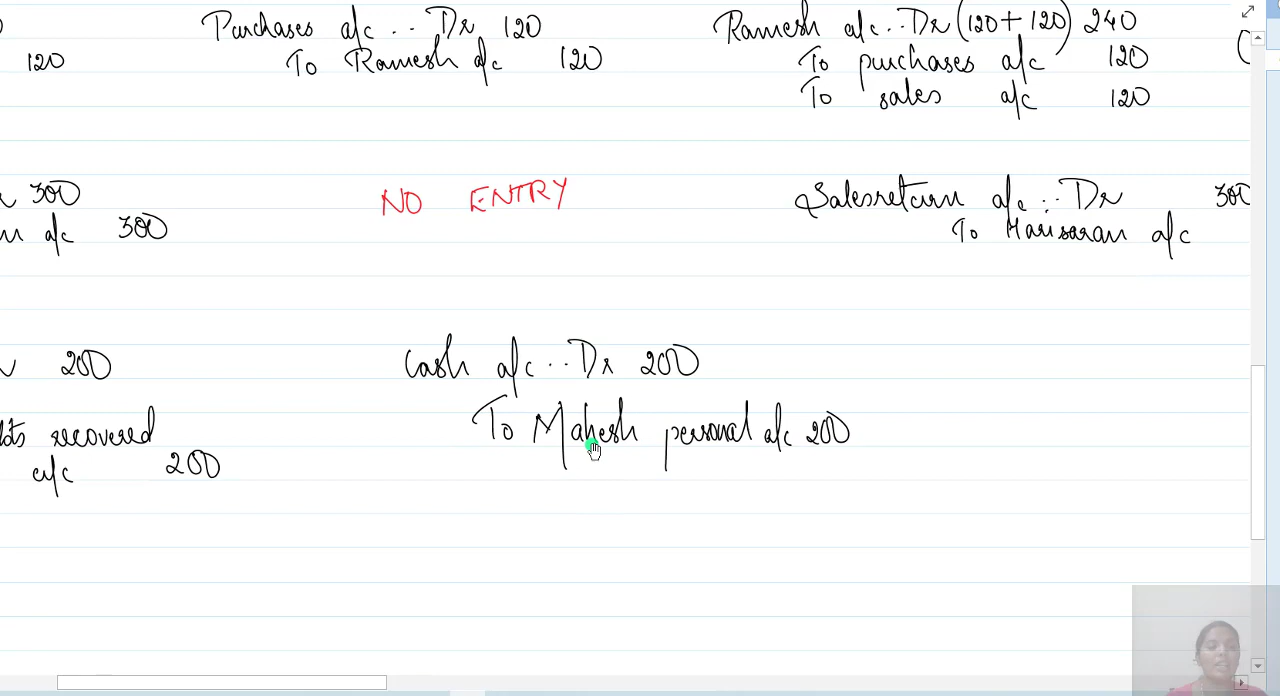 Purchases a/c .. Dr 120
120 To Ramesh a/c 120
Ramesh a/c .. Dr (120 + 120) 240
To purchases a/c 120
To sales a/c 120
300
a/c 300
NO ENTRY
Salesreturn a/c .. Dr 300
To Harisaran a/c
200
recovered
a/c 200
Cash a/c .. Dr 200
To Mahesh personal a/c 200